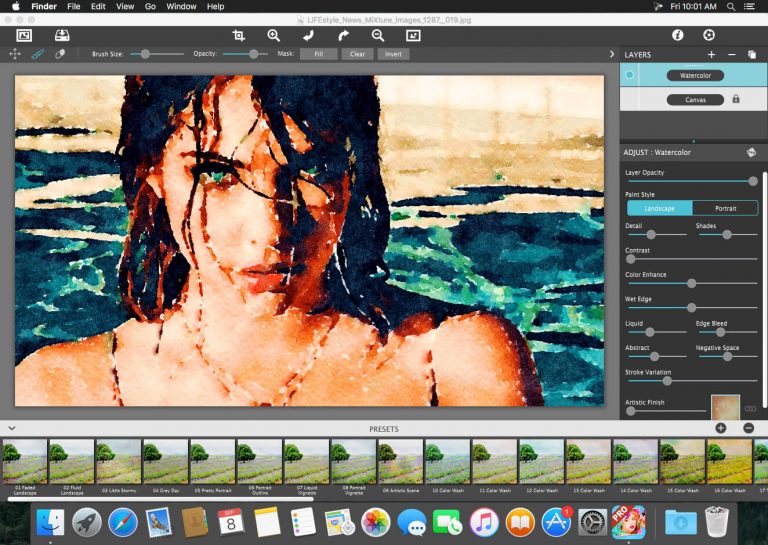 Finder File Edit View Go Window Help Fri 10:01 AM
LiFEstyle_News_MiXture_Images_1287_019.jpg
Brush Size: Opacity: Mask: Fill Clear Invert
LAYERS
Watercolor
Canvas
ADJUST : Watercolor
Layer Opacity
Paint Style
Landscape Portrait
Detail Shades
Contrast
Color Enhance
Wet Edge
Liquid Edge Bleed
Abstract Negative Space
Stroke Variation
Artistic Finish
PRESETS
01 Faded Landscape
02 Fluid Landscape
03 Little Stormy
04 Grey Day
05 Pretty Portrait
06 Portrait Outline
07 Liquid Vignette
08 Portrait Vignette
09 Artistic Scene
10 Color Wash
11 Color Wash
12 Color Wash
13 Color Wash
14 Color Wash
15 Color Wash
16 Color Wash
SEP
8
1
PRO